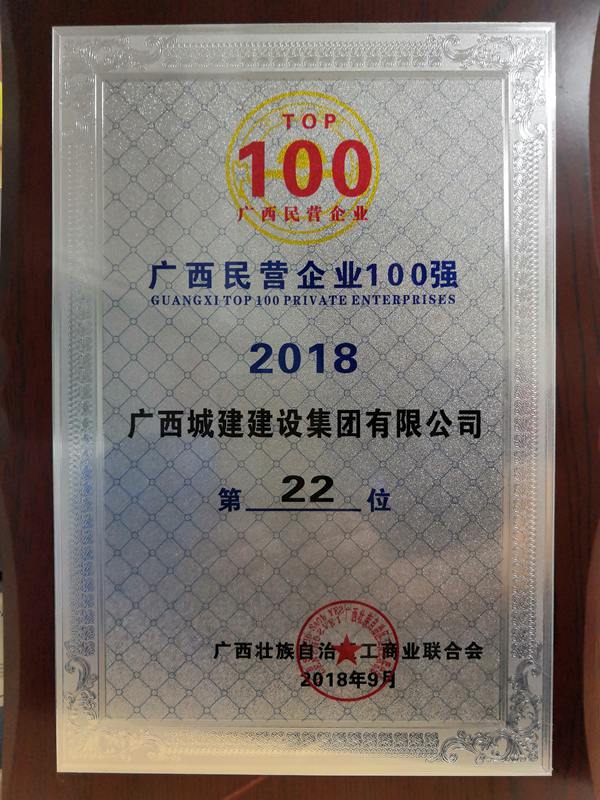 TOP
100
广西民营企业
广西民营企业100强
GUANGXI TOP 100 PRIVATE ENTERPRISES
2018
广西城建建设集团有限公司
第 22 位
广西壮族自治 工商业联合会
2018年9月